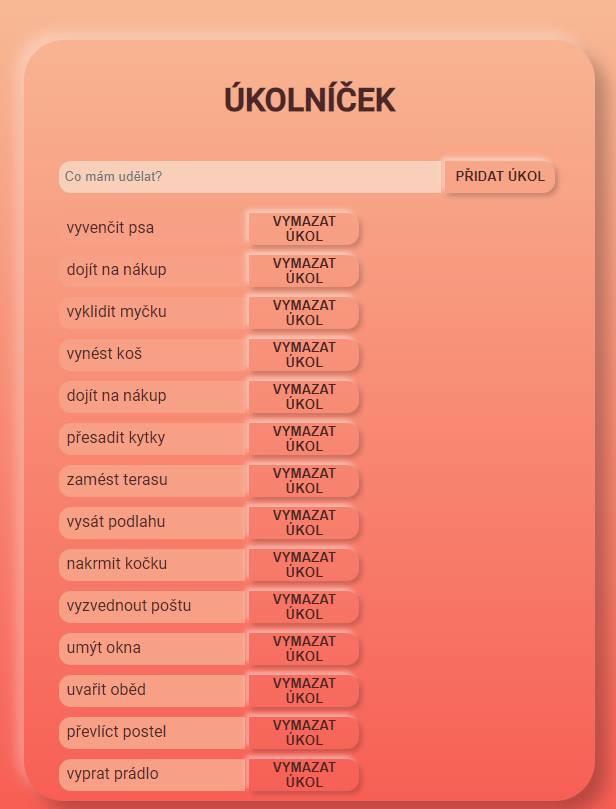 ÚKOLNÍČEK
Co mám udělat?
PŘIDAT ÚKOL
vyvenčit psa
VYMAZAT
ÚKOL
dojít na nákup
VYMAZAT
ÚKOL
vyklidit myčku
VYMAZAT
ÚKOL
vynést koš
VYMAZAT
ÚKOL
dojít na nákup
VYMAZAT
ÚKOL
přesadit kytky
VYMAZAT
ÚKOL
zamést terasu
VYMAZAT
ÚKOL
vysát podlahu
VYMAZAT
ÚKOL
nakrmit kočku
VYMAZAT
ÚKOL
vyzvednout poštu
VYMAZAT
ÚKOL
umýt okna
VYMAZAT
ÚKOL
uvařit oběd
VYMAZAT
ÚKOL
převlíct postel
VYMAZAT
ÚKOL
vyprat prádlo
VYMAZAT
ÚKOL